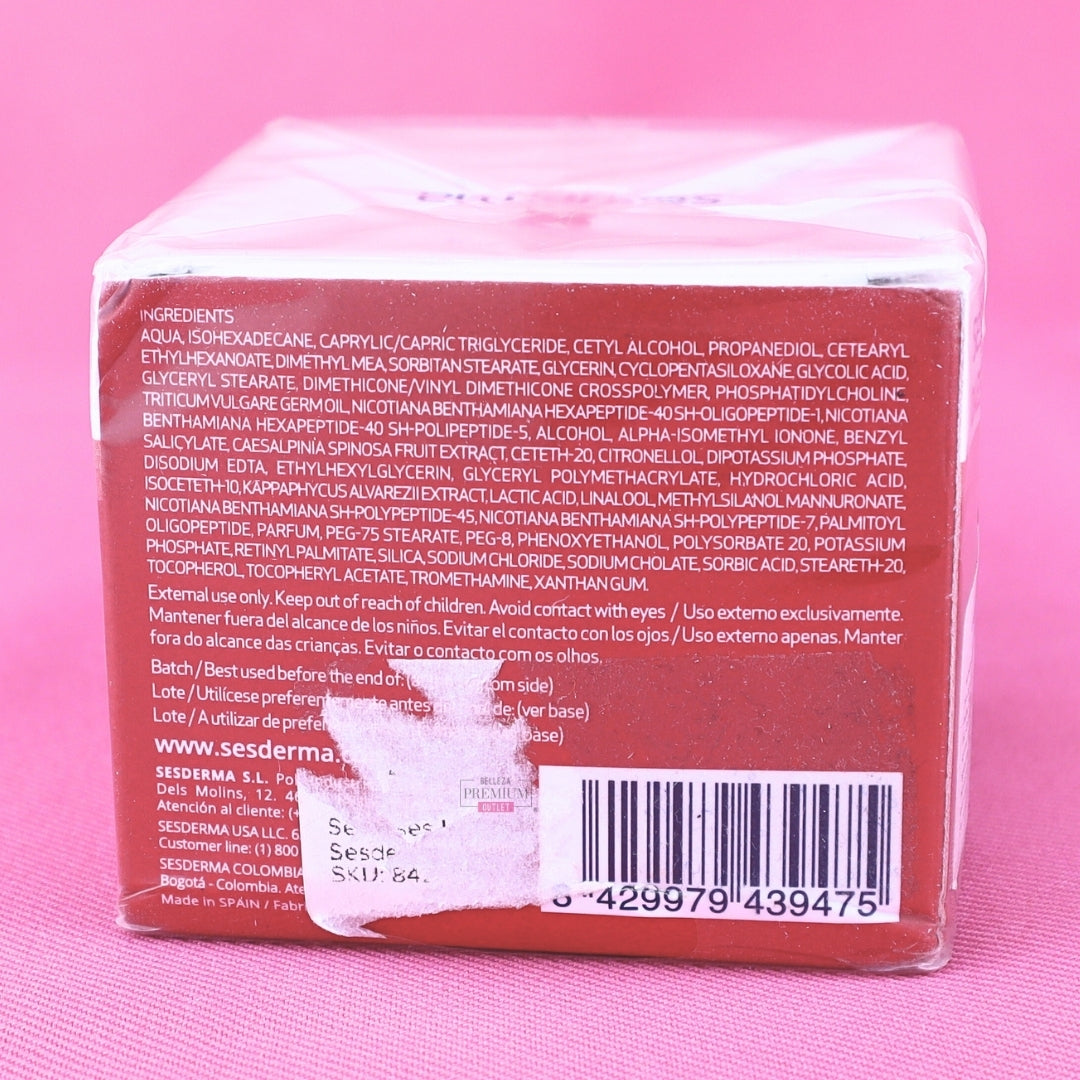 INGREDIENTS
AQUA, ISOHEXADECANE, CAPRYLIC/CAPRIC TRIGLYCERIDE, CETYL ALCOHOL, PROPANEDIOL, CETEARYL
ETHYLHEXANOATE, DIMETHYL MEA, SORBITAN STEARATE, GLYCERIN, CYCLOPENTASILOXANE, GLYCOLIC ACID,
GLYCERYL STEARATE, DIMETHICONE/VINYL DIMETHICONE CROSSPOLYMER, PHOSPHATIDYLCHOLINE,
TRITICUM VULGARE GERM OIL, NICOTIANA BENTHAMIANA HEXAPEPTIDE-40 SH-OLIGOPEPTIDE-1, NICOTIANA
BENTHAMIANA HEXAPEPTIDE-40 SH-POLIPEPTIDE-5, ALCOHOL, ALPHA-ISOMETHYL IONONE, BENZYL
SALICYLATE, CAESALPINIA SPINOSA FRUIT EXTRACT, CETETH-20, CITRONELLOL, DIPOTASSIUM PHOSPHATE,
DISODIUM EDTA, ETHYLHEXYLGLYCERIN, GLYCERYL POLYMETHACRYLATE, HYDROCHLORIC ACID,
ISOCETETH-10, KAPPAPHYCUS ALVAREZII EXTRACT, LACTIC ACID, LINALOOL, METHYLSILANOL MANNURONATE,
NICOTIANA BENTHAMIANA SH-POLYPEPTIDE-45, NICOTIANA BENTHAMIANA SH-POLYPEPTIDE-7, PALMITOYL
OLIGOPEPTIDE, PARFUM, PEG-75 STEARATE, PEG-8, PHENOXYETHANOL, POLYSORBATE 20, POTASSIUM
PHOSPHATE, RETINYL PALMITATE, SILICA, SODIUM CHLORIDE, SODIUM CHOLATE, SORBIC ACID, STEARETH-20,
TOCOPHEROL, TOCOPHERYL ACETATE, TROMETHAMINE, XANTHAN GUM.
External use only. Keep out of reach of children. Avoid contact with eyes / Uso externo exclusivamente.
Mantener fuera del alcance de los niños. Evitar el contacto con los ojos / Uso externo apenas. Manter
fora do alcance das crianças. Evitar o contacto com os olhos.
Batch / Best used before the end of: side)
Lote / Utilícese preferentemente antes de: (ver base)
Lote / A utilizar de base)
www.sesderma.
SESDERMA S.L.
Dels Molins, 12.
Atención al cliente: (+
SESDERMA USA LLC. 6
Customer line: (1) 800
SESDERMA COLOMBIA
Bogotá - Colombia.
Made in SPAIN /
Sesde
SKU: 84
BELLEZA
PREMIUM
OUTLET
8 429979 439475